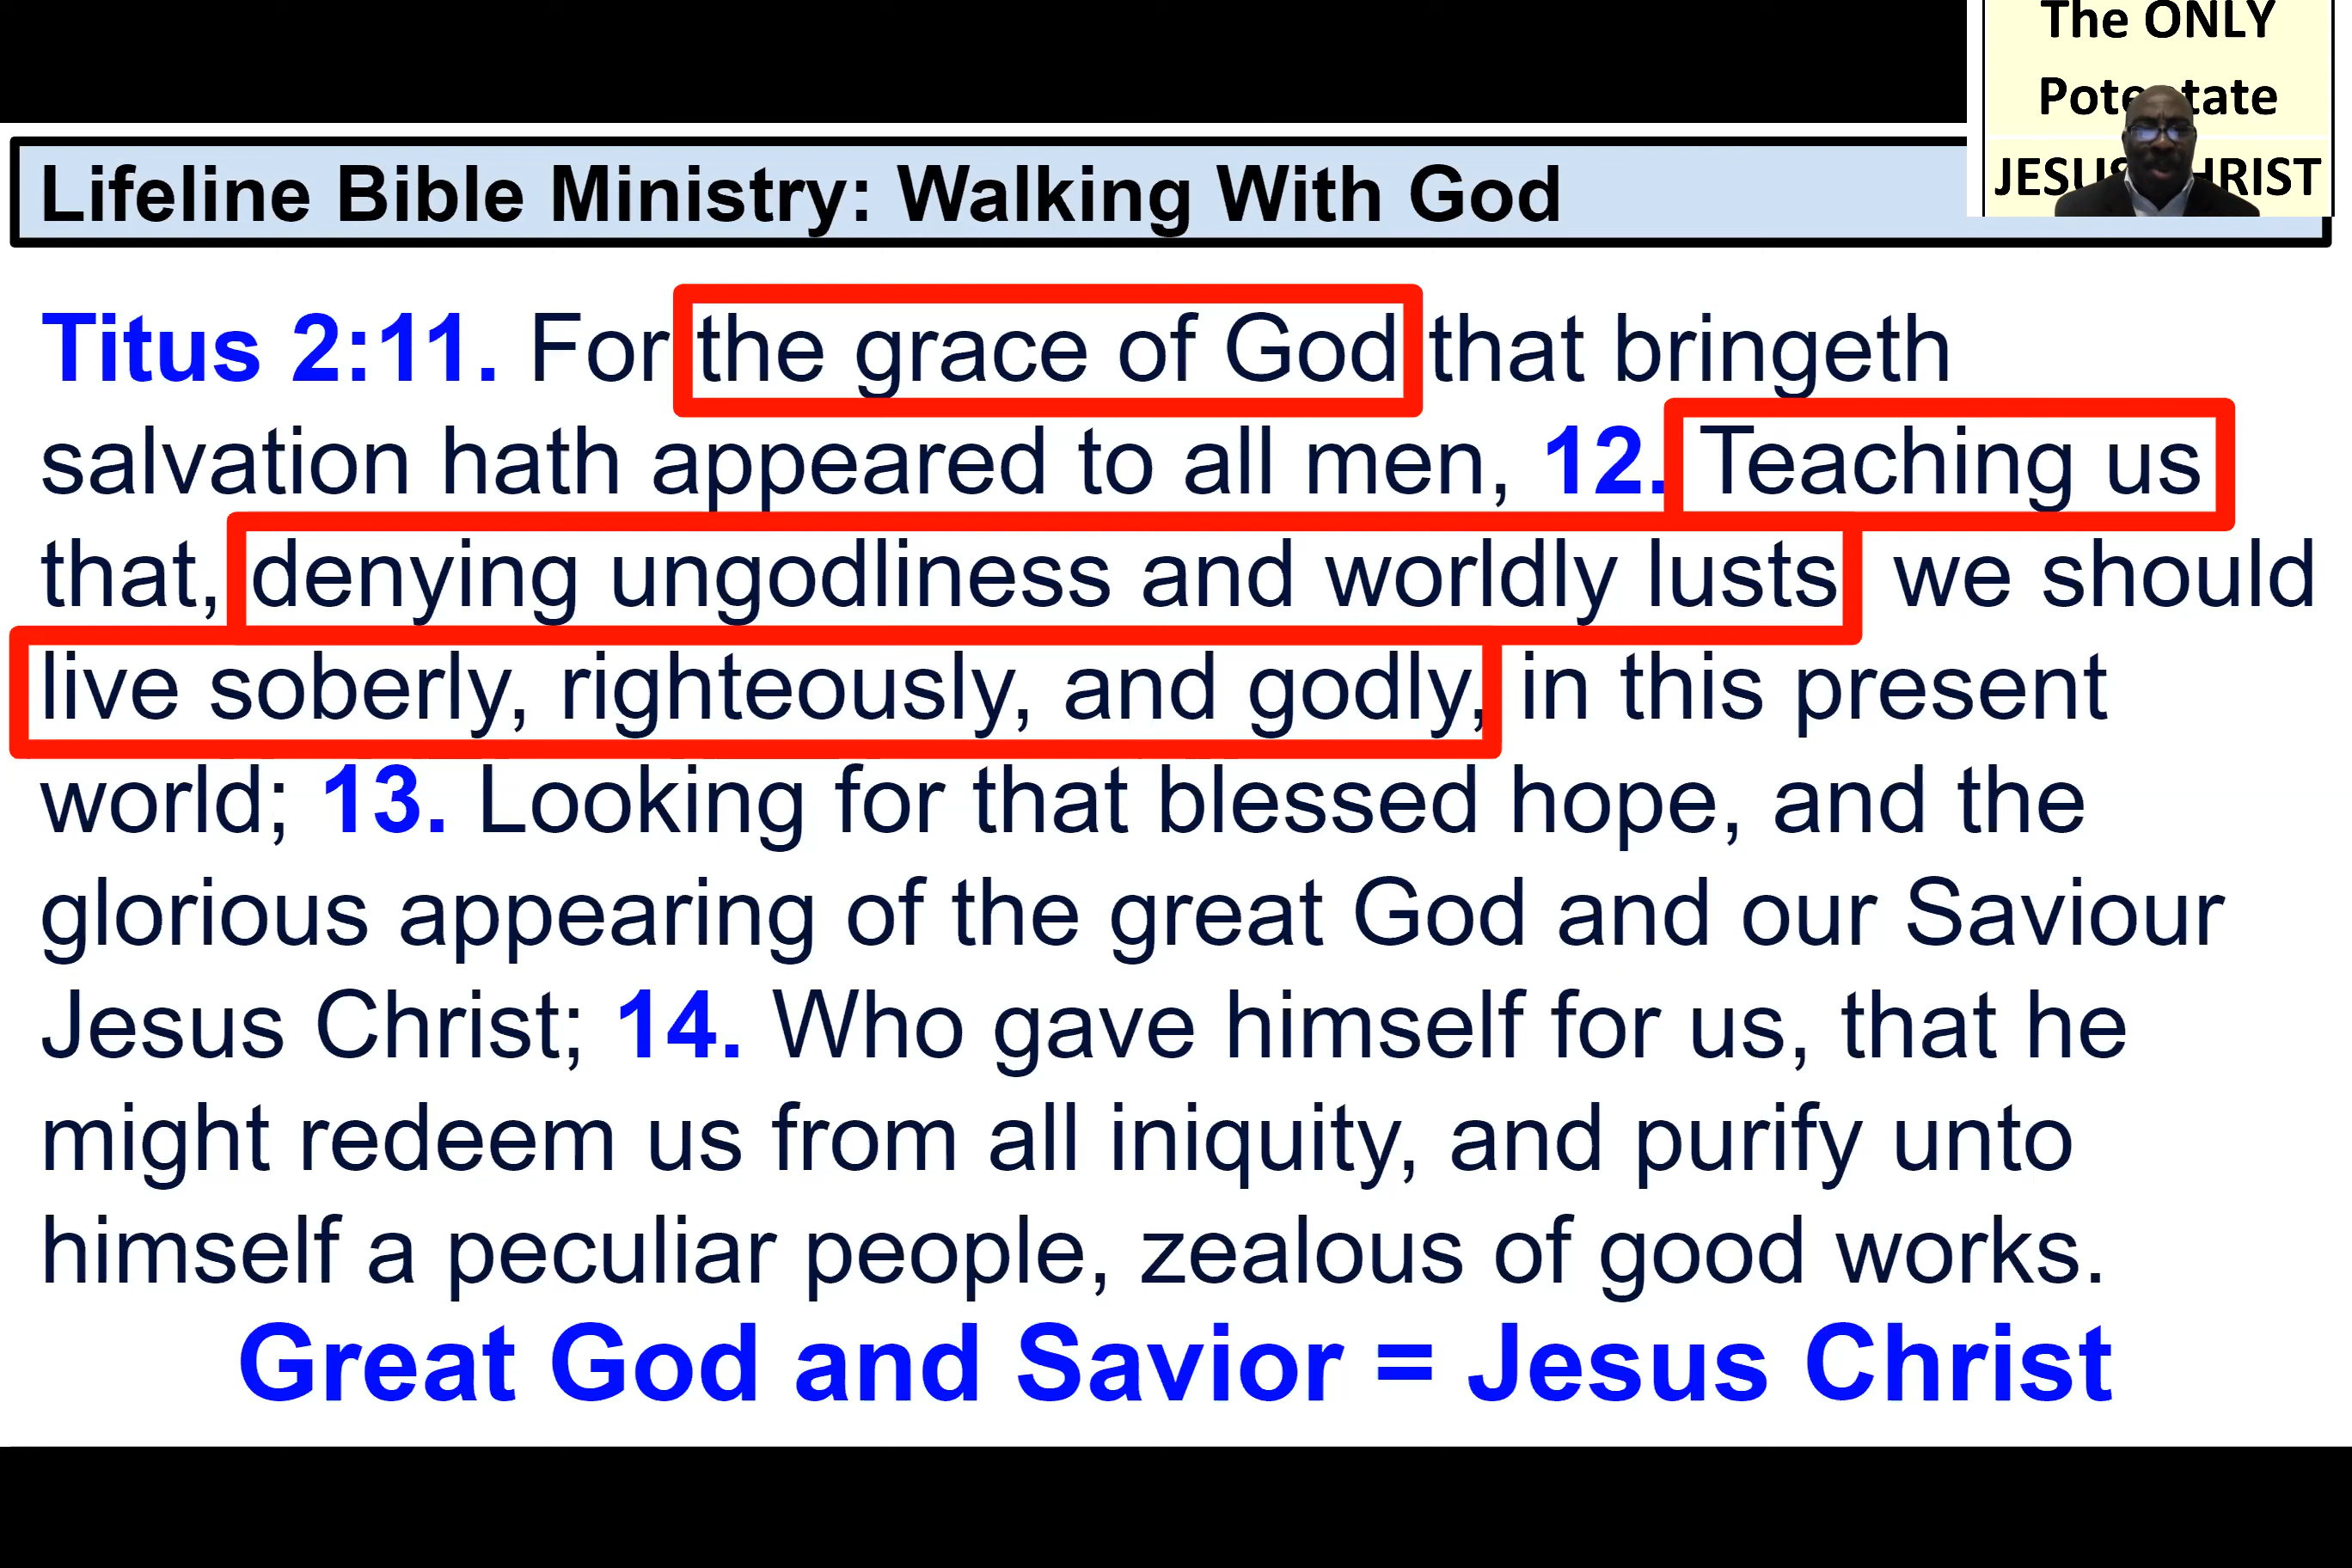 The ONLY
JESUS
Lifeline Bible Ministry: Walking With God
Titus 2:11. For the grace of God that bringeth
salvation hath appeared to all men, 12. Teaching us
that, denying ungodliness and worldly lusts we should
live soberly, righteously, and godly, in this present
world; 13. Looking for that blessed hope, and the
glorious appearing of the great God and our Saviour
Jesus Christ; 14. Who gave himself for us, that he
might redeem us from all iniquity, and purify unto
himself a peculiar people, zealous of good works.
Great God and Savior = Jesus Christ